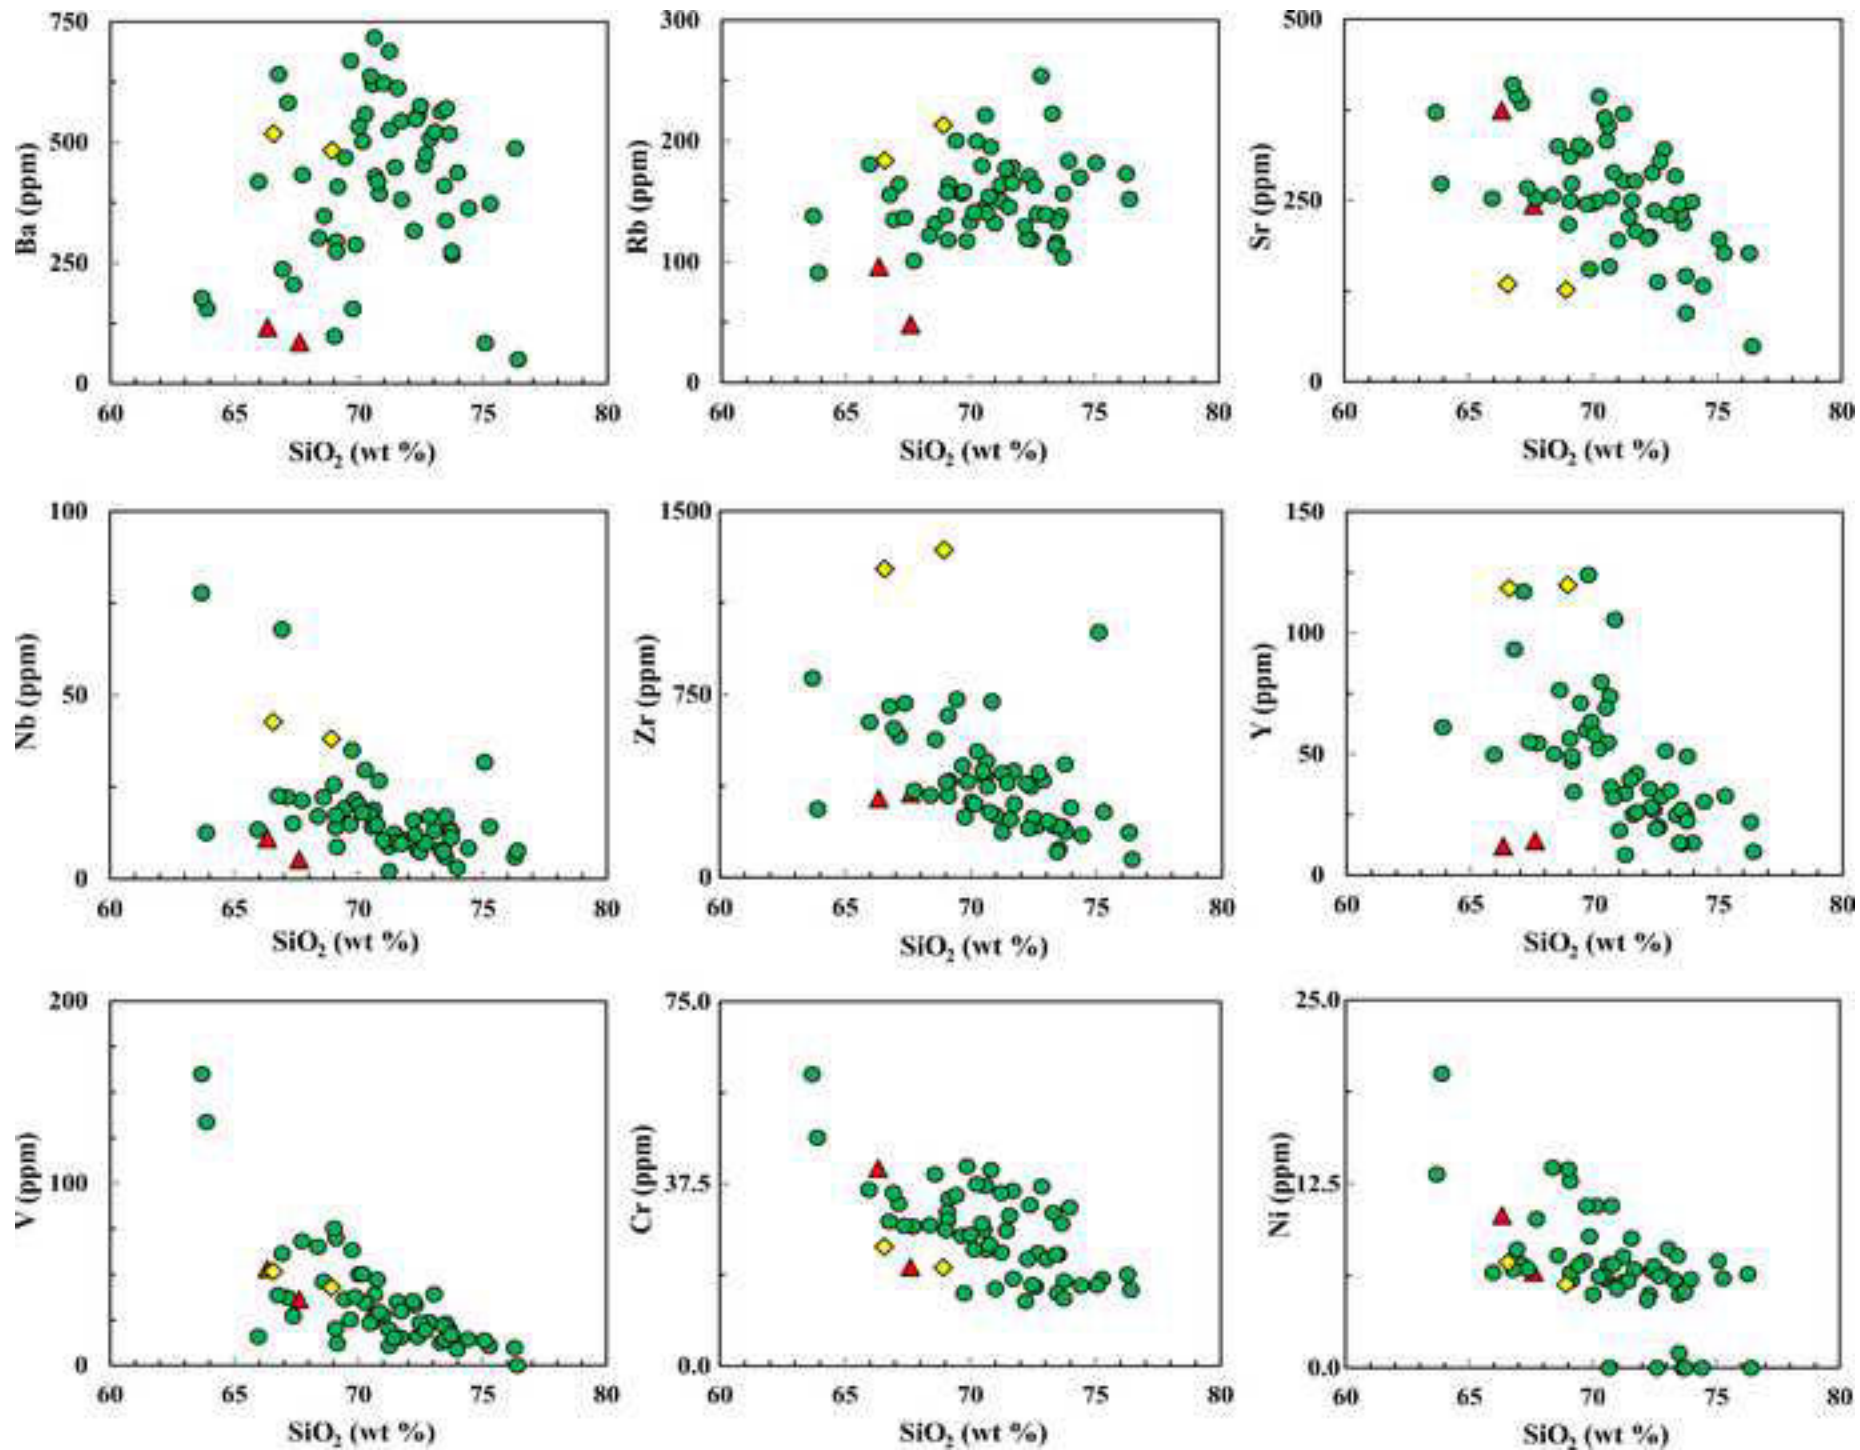 750
500
250
0
Ba (ppm)
60 65 70 75 80
SiO₂ (wt %)
300
200
100
0
Rb (ppm)
60 65 70 75 80
SiO₂ (wt %)
500
250
0
Sr (ppm)
60 65 70 75 80
SiO₂ (wt %)
100
50
0
Nb (ppm)
60 65 70 75 80
SiO₂ (wt %)
1500
750
0
Zr (ppm)
60 65 70 75 80
SiO₂ (wt %)
150
100
50
0
Y (ppm)
60 65 70 75 80
SiO₂ (wt %)
200
100
0
V (ppm)
60 65 70 75 80
SiO₂ (wt %)
75.0
37.5
0.0
Cr (ppm)
60 65 70 75 80
SiO₂ (wt %)
25.0
12.5
0.0
Ni (ppm)
60 65 70 75 80
SiO₂ (wt %)